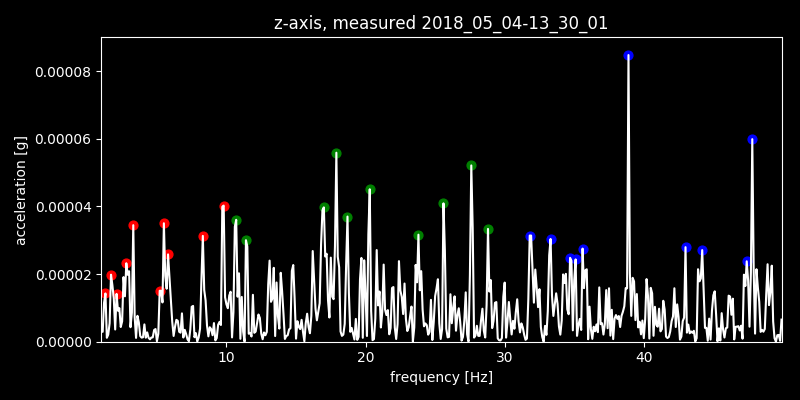 z-axis, measured 2018_05_04-13_30_01
0.00008
0.00006
0.00004
0.00002
0.00000
acceleration [g]
10 20 30 40
frequency [Hz]